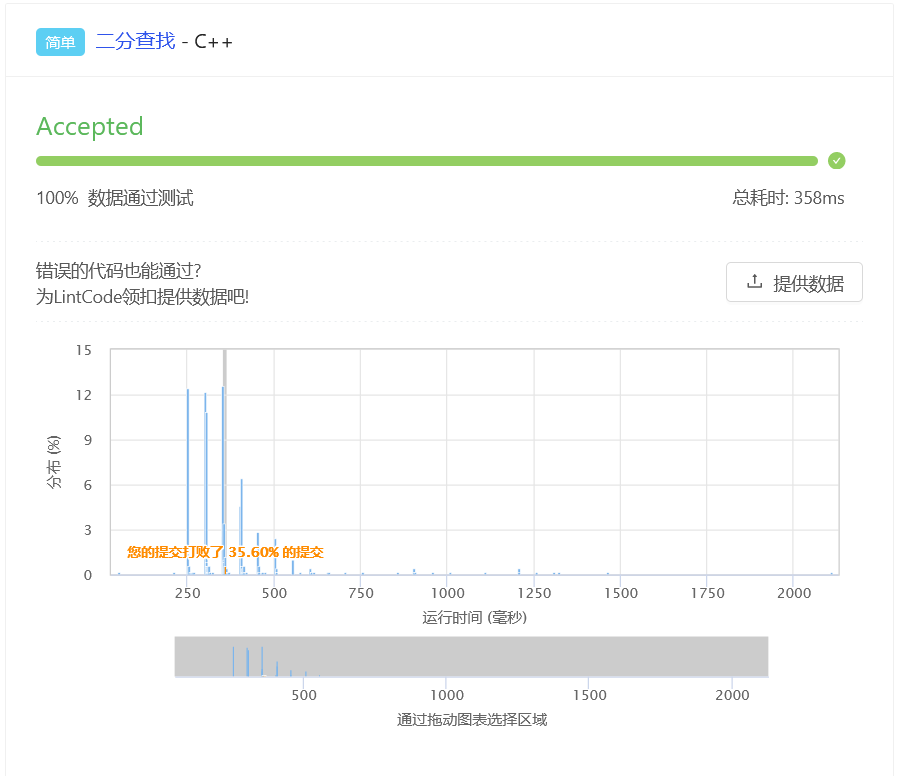 简单 二分查找 - C++
Accepted
100% 数据通过测试 总耗时: 358ms
错误的代码也能通过?
为LintCode领扣提供数据吧!
提供数据
15
12
9
6
3
0
分布 (%)
您的提交打败了 35.60% 的提交
250 500 750 1000 1250 1500 1750 2000
运行时间 (毫秒)
500 1000 1500 2000
通过拖动图表选择区域